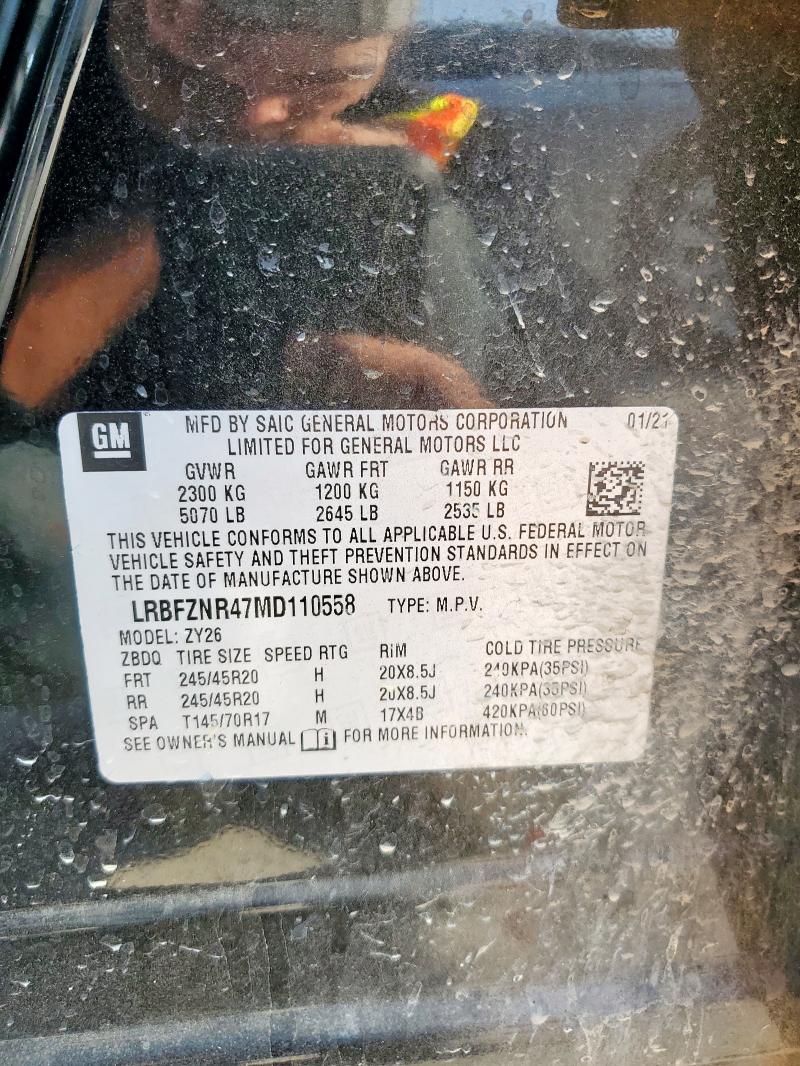 GM MFD BY SAIC GENERAL MOTORS CORPORATION 01/21
LIMITED FOR GENERAL MOTORS LLC
GVWR GAWR FRT GAWR RR
2300 KG 1200 KG 1150 KG
5070 LB 2645 LB 2535 LB
THIS VEHICLE CONFORMS TO ALL APPLICABLE U.S. FEDERAL MOTOR
VEHICLE SAFETY AND THEFT PREVENTION STANDARDS IN EFFECT ON
THE DATE OF MANUFACTURE SHOWN ABOVE.
LRBFZNR47MD110558 TYPE: M.P.V.
MODEL: ZY26
ZBDQ TIRE SIZE SPEED RTG RIM COLD TIRE PRESSURE
FRT 245/45R20 H 20X8.5J 240KPA(35PSI)
RR 245/45R20 H 20X8.5J 240KPA(35PSI)
SPA T145/70R17 M 17X4B 420KPA(60PSI)
SEE OWNER'S MANUAL FOR MORE INFORMATION.